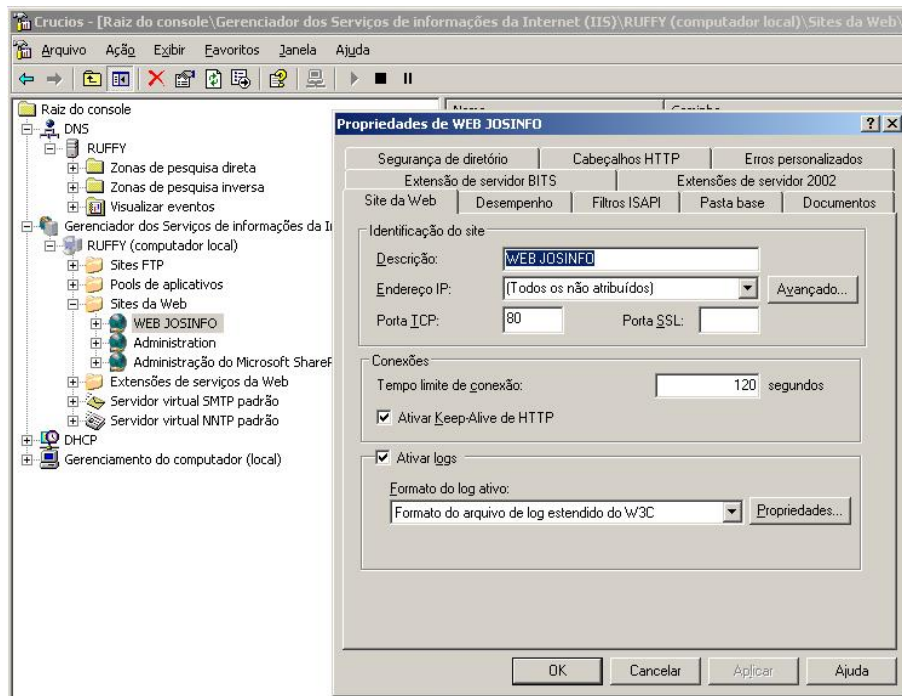 Crucios - [Raiz do console\Gerenciador dos Serviços de informações da Internet (IIS)\RUFFY (computador local)\Sites da Web\
Arquivo Ação Exibir Favoritos Janela Ajuda
Raiz do console
DNS
RUFFY
Zonas de pesquisa direta
Zonas de pesquisa inversa
Visualizar eventos
Gerenciador dos Serviços de informações da I
RUFFY (computador local)
Sites FTP
Pools de aplicativos
Sites da Web
WEB JOSINFO
Administration
Administração do Microsoft ShareP
Extensões de serviços da Web
Servidor virtual SMTP padrão
Servidor virtual NNTP padrão
DHCP
Gerenciamento do computador (local)
Propriedades de WEB JOSINFO
Segurança de diretório Cabeçalhos HTTP Erros personalizados
Extensão de servidor BITS Extensões de servidor 2002
Site da Web Desempenho Filtros ISAPI Pasta base Documentos
Identificação do site
Descrição: WEB JOSINFO
Endereço IP: (Todos os não atribuídos) Avançado...
Porta TCP: 80 Porta SSL:
Conexões
Tempo limite de conexão: 120 segundos
Ativar Keep-Alive de HTTP
Ativar logs
Formato do log ativo:
Formato do arquivo de log estendido do W3C Propriedades...
OK Cancelar Aplicar Ajuda